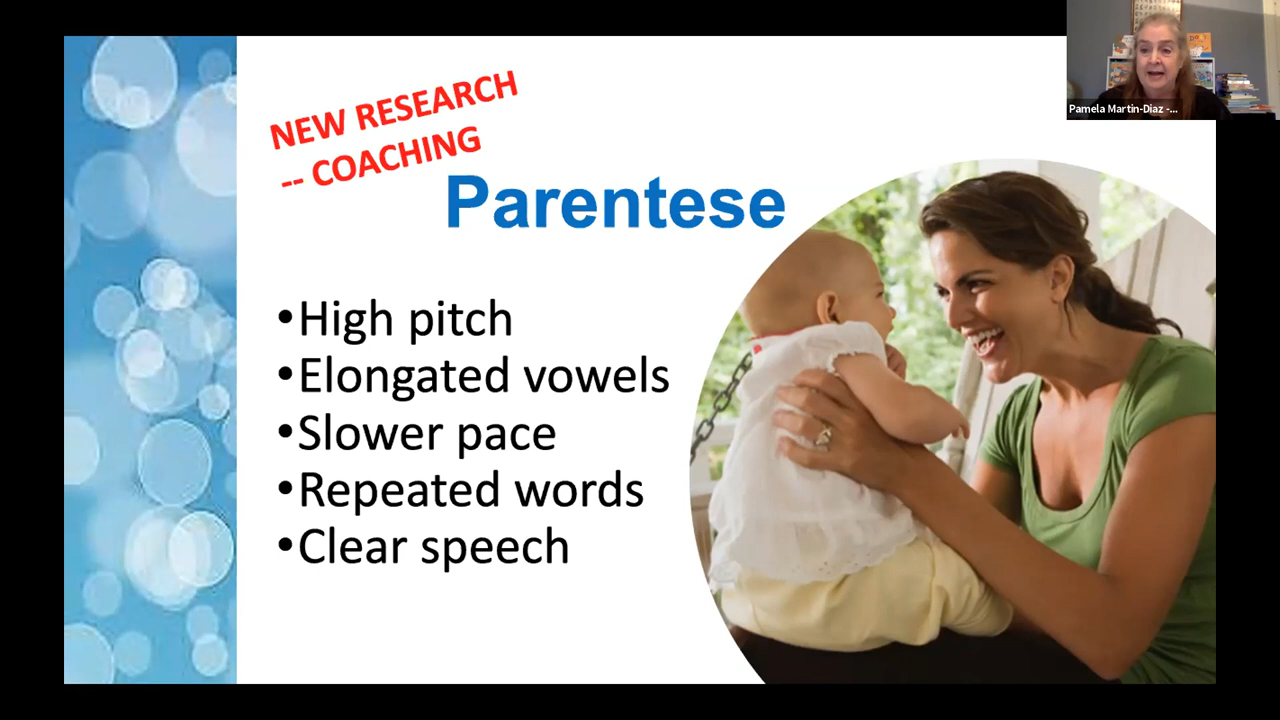 NEW RESEARCH
-- COACHING
Parentese
•High pitch
•Elongated vowels
•Slower pace
•Repeated words
•Clear speech
Pamela Martin-Diaz -...